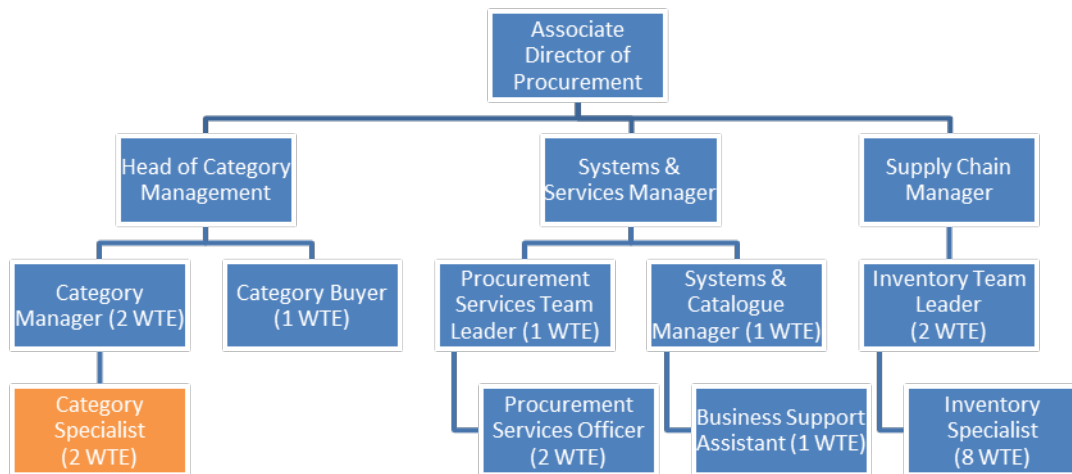 Associate
Director of
Procurement
Head of Category
Management
Systems &
Services Manager
Supply Chain
Manager
Category
Manager (2 WTE)
Category Buyer
(1 WTE)
Procurement
Services Team
Leader (1 WTE)
Systems &
Catalogue
Manager (1 WTE)
Inventory Team
Leader
(2 WTE)
Category
Specialist
(2 WTE)
Procurement
Services Officer
(2 WTE)
Business Support
Assistant (1 WTE)
Inventory
Specialist
(8 WTE)